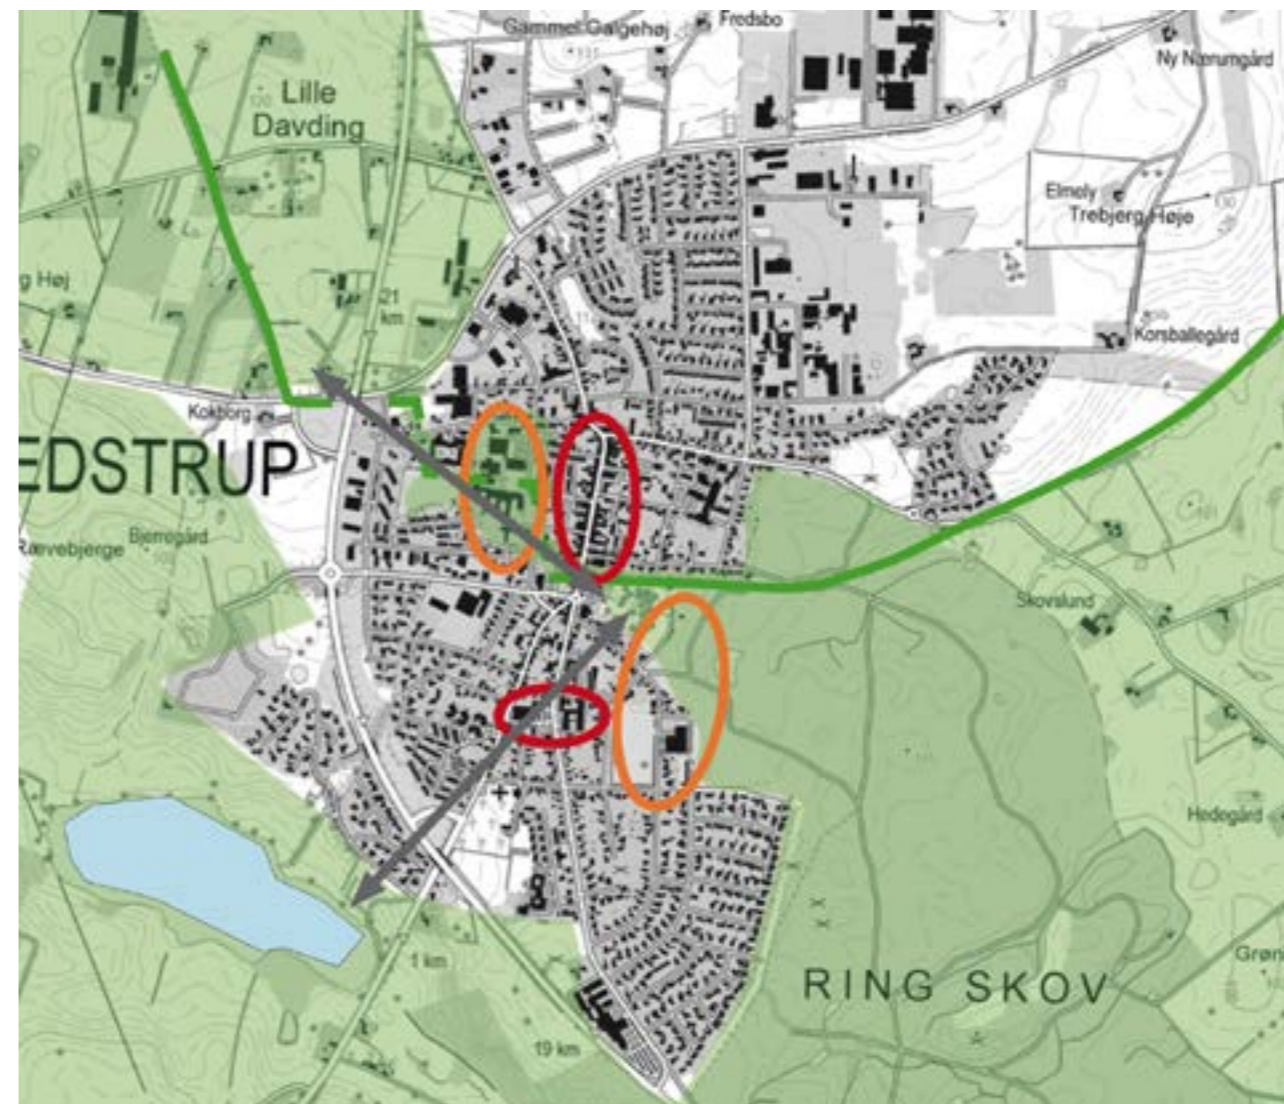 Gammel Galgehøj
Fredsbo
Ny Nærumgård
Lille
Davding
Elmely
Trebjerg Høje
g Høj
21
km
Korsballegård
Kokborg
EDSTRUP
Bjerregård
Rævebjerge
Skovslund
Hedegård
Grøn
1 km
RING SKOV
19 km